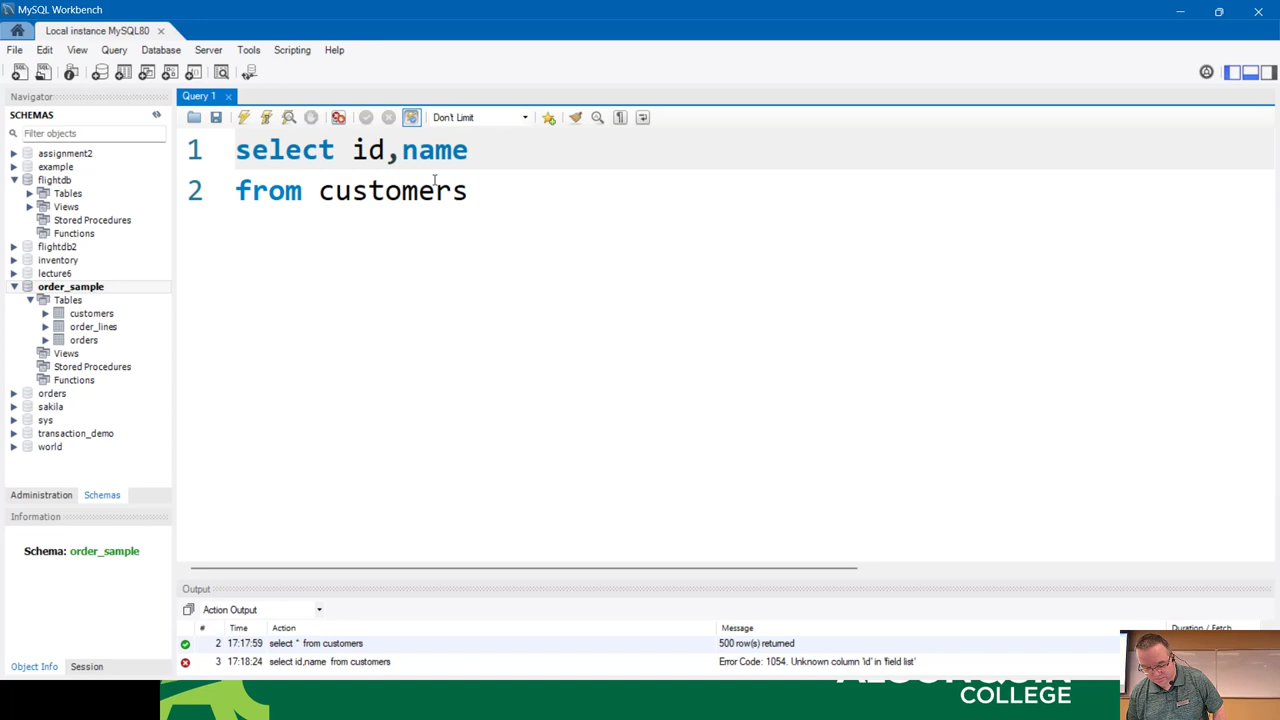 MySQL Workbench
Local instance MySQL80
File Edit View Query Database Server Tools Scripting Help
Navigator
SCHEMAS
Filter objects
assignment2
example
flightdb
Tables
Views
Stored Procedures
Functions
flightdb2
inventory
lecture6
order_sample
Tables
customers
order_lines
orders
Views
Stored Procedures
Functions
orders
sakila
sys
transaction_demo
world
Administration Schemas
Information
Schema: order_sample
Object Info Session
Query 1
Don't Limit
1 select id,name
2 from customers
Output
Action Output
# Time Action Message Duration / Fetch
2 17:17:59 select * from customers 500 row(s) returned
3 17:18:24 select id,name from customers Error Code: 1054. Unknown column 'id' in 'field list'
COLLEGE